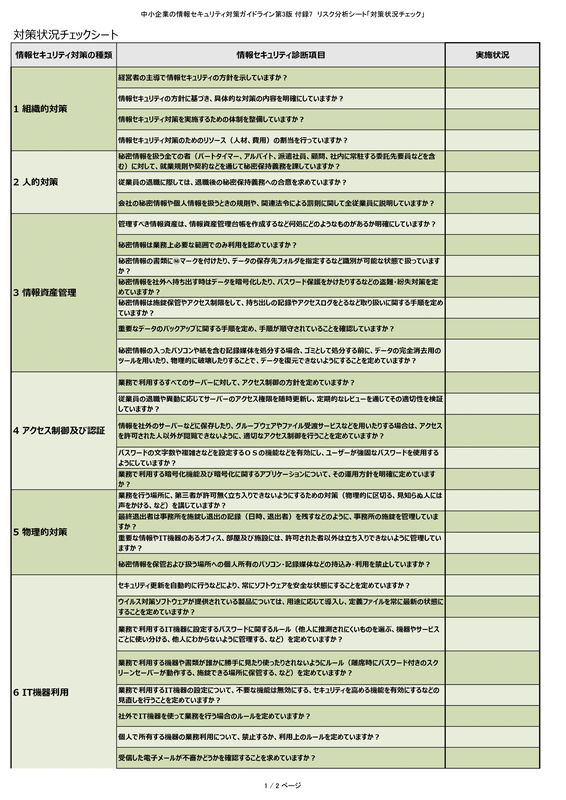 中小企業の情報セキュリティ対策ガイドライン第3版 付録7 リスク分析シート「対策状況チェック」
対策状況チェックシート
情報セキュリティ対策の種類 情報セキュリティ診断項目 実施状況
1 組織的対策
経営者の主導で情報セキュリティの方針を示していますか？
情報セキュリティの方針に基づき、具体的な対策の内容を明確にしていますか？
情報セキュリティ対策を実施するための体制を整備していますか？
情報セキュリティ対策のためのリソース（人材、費用）の割当を行っていますか？
2 人的対策
秘密情報を扱う全ての者（パートタイマー、アルバイト、派遣社員、顧問、社内に常駐する委託先要員などを含
む）に対して、就業規則や契約などを通じて秘密保持義務を課していますか？
従業員の退職に際しては、退職後の秘密保持義務への合意を求めていますか？
会社の秘密情報や個人情報を扱うときの規則や、関連法令による罰則に関して全従業員に説明していますか？
3 情報資産管理
管理すべき情報資産は、情報資産管理台帳を作成するなど何処にどのようなものがあるか明確にしていますか？
秘密情報は業務上必要な範囲でのみ利用を認めていますか？
秘密情報の書類に㊙マークを付けたり、データの保存先フォルダを指定するなど識別が可能な状態で扱っています
か？
秘密情報を社外へ持ち出す時はデータを暗号化したり、パスワード保護をかけたりするなどの盗難・紛失対策を定
めていますか？
秘密情報は施錠保管やアクセス制限をして、持ち出しの記録やアクセスログをとるなど取り扱いに関する手順を定め
ていますか？
重要なデータのバックアップに関する手順を定め、手順が順守されていることを確認していますか？
秘密情報の入ったパソコンや紙を含む記録媒体を処分する場合、ゴミとして処分する前に、データの完全消去用の
ツールを用いたり、物理的に破壊したりすることで、データを復元できないようにすることを定めていますか？
4 アクセス制御及び認証
業務で利用するすべてのサーバーに対して、アクセス制御の方針を定めていますか？
従業員の退職や異動に応じてサーバーのアクセス権限を随時更新し、定期的なレビューを通じてその適切性を検証
していますか？
情報を社外のサーバーなどに保存したり、グループウェアやファイル受渡サービスなどを用いたりする場合は、アクセス
を許可された人以外が閲覧できないように、適切なアクセス制御を行うことを定めていますか？
パスワードの文字数や複雑さなどを設定するＯＳの機能などを有効にし、ユーザーが強固なパスワードを使用する
ようにしていますか？
業務で利用する暗号化機能及び暗号化に関するアプリケーションについて、その運用方針を明確に定めています
か？
5 物理的対策
業務を行う場所に、第三者が許可無く立ち入りできないようにするための対策（物理的に区切る、見知らぬ人には
声をかける、など）を講じていますか？
最終退出者は事務所を施錠し退出の記録（日時、退出者）を残すなどのように、事務所の施錠を管理していま
すか？
重要な情報やIT機器のあるオフィス、部屋及び施設には、許可された者以外は立ち入りできないように管理してい
ますか？
秘密情報を保管および扱う場所への個人所有のパソコン・記録媒体などの持込み・利用を禁止していますか？
6 IT機器利用
セキュリティ更新を自動的に行うなどにより、常にソフトウェアを安全な状態にすることを定めていますか？
ウイルス対策ソフトウェアが提供されている製品については、用途に応じて導入し、定義ファイルを常に最新の状態に
することを定めていますか？
業務で利用するIT機器に設定するパスワードに関するルール（他人に推測されにくいものを選ぶ、機器やサービス
ごとに使い分ける、他人にわからないように管理する、など）を定めていますか？
業務で利用する機器や書類が誰かに勝手に見たり使ったりされないようにルール（離席時にパスワード付きのスク
リーンセーバーが動作する、施錠できる場所に保管する、など）を定めていますか？
業務で利用するIT機器の設定について、不要な機能は無効にする、セキュリティを高める機能を有効にするなどの
見直しを行うことを定めていますか？
社外でIT機器を使って業務を行う場合のルールを定めていますか？
個人で所有する機器の業務利用について、禁止するか、利用上のルールを定めていますか？
受信した電子メールが不審かどうかを確認することを求めていますか？
1 / 2 ページ